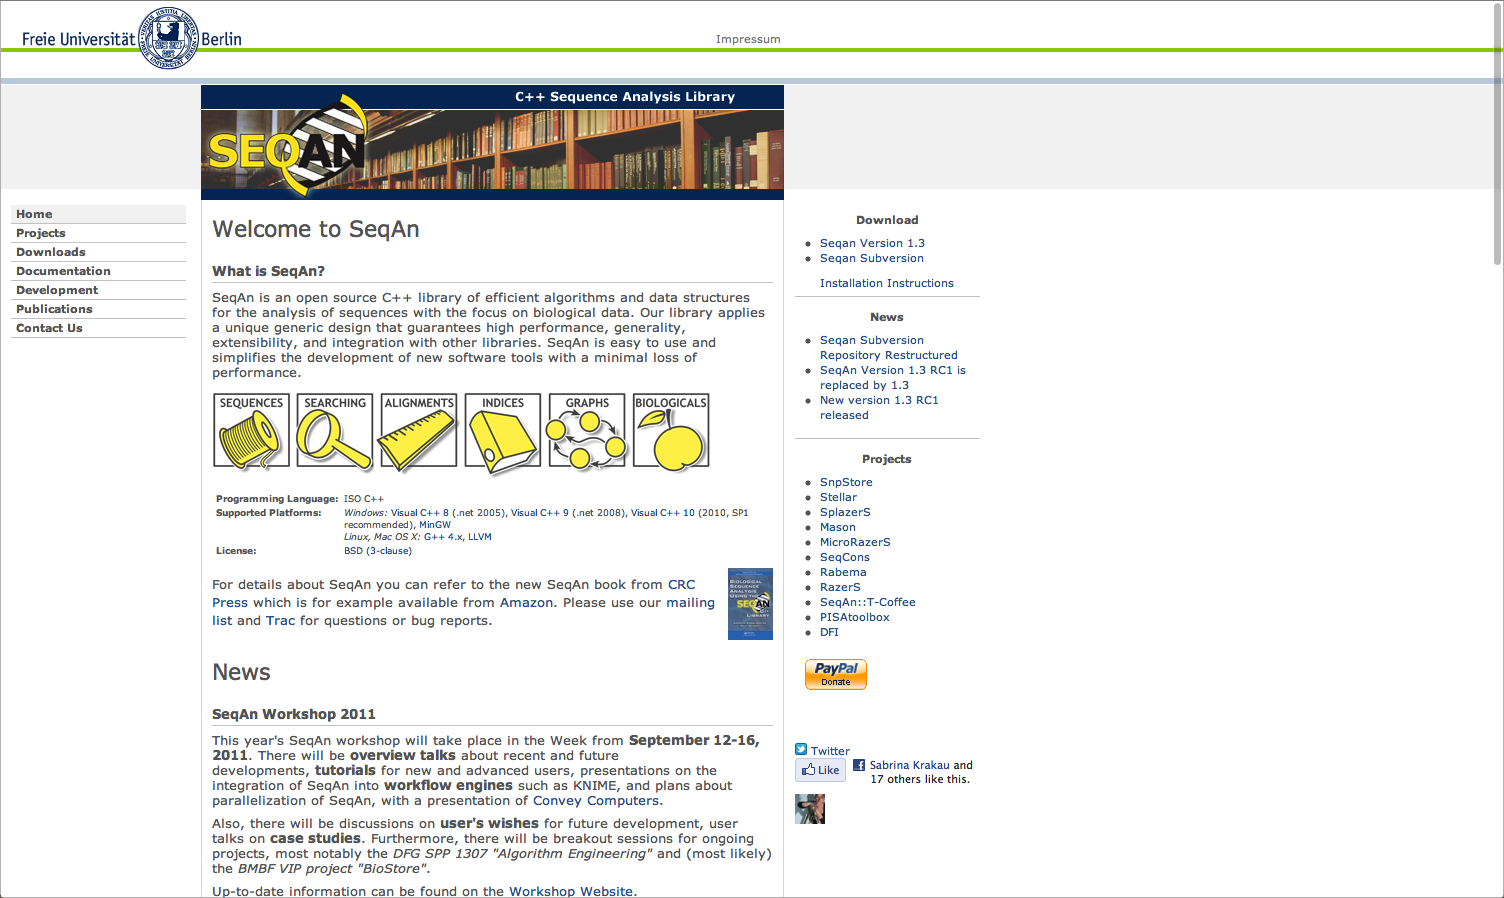 Freie Universität Berlin
Impressum
C++ Sequence Analysis Library
SEQAN
Home
Projects
Downloads
Documentation
Development
Publications
Contact Us
Welcome to SeqAn
What is SeqAn?
SeqAn is an open source C++ library of efficient algorithms and data structures
for the analysis of sequences with the focus on biological data. Our library applies
a unique generic design that guarantees high performance, generality,
extensibility, and integration with other libraries. SeqAn is easy to use and
simplifies the development of new software tools with a minimal loss of
performance.
SEQUENCES SEARCHING ALIGNMENTS INDICES GRAPHS BIOLOGICALS
Programming Language: ISO C++
Supported Platforms: Windows: Visual C++ 8 (.net 2005), Visual C++ 9 (.net 2008), Visual C++ 10 (2010, SP1
recommended), MinGW
Linux, Mac OS X: G++ 4.x, LLVM
License: BSD (3-clause)
For details about SeqAn you can refer to the new SeqAn book from CRC
Press which is for example available from Amazon. Please use our mailing
list and Trac for questions or bug reports.
BIOLOGICAL
SEQUENCE
ANALYSIS
USING THE
SEQAN
C++
LIBRARY
News
SeqAn Workshop 2011
This year's SeqAn workshop will take place in the Week from September 12-16,
2011. There will be overview talks about recent and future
developments, tutorials for new and advanced users, presentations on the
integration of SeqAn into workflow engines such as KNIME, and plans about
parallelization of SeqAn, with a presentation of Convey Computers.
Also, there will be discussions on user's wishes for future development, user
talks on case studies. Furthermore, there will be breakout sessions for ongoing
projects, most notably the DFG SPP 1307 "Algorithm Engineering" and (most likely)
the BMBF VIP project "BioStore".
Up-to-date information can be found on the Workshop Website.
Download
Seqan Version 1.3
Seqan Subversion
Installation Instructions
News
Seqan Subversion
Repository Restructured
SeqAn Version 1.3 RC1 is
replaced by 1.3
New version 1.3 RC1
released
Projects
SnpStore
Stellar
SplazerS
Mason
MicroRazerS
SeqCons
Rabema
RazerS
SeqAn::T-Coffee
PISAtoolbox
DFI
PayPal
Donate
Twitter
Like
Sabrina Krakau and
17 others like this.